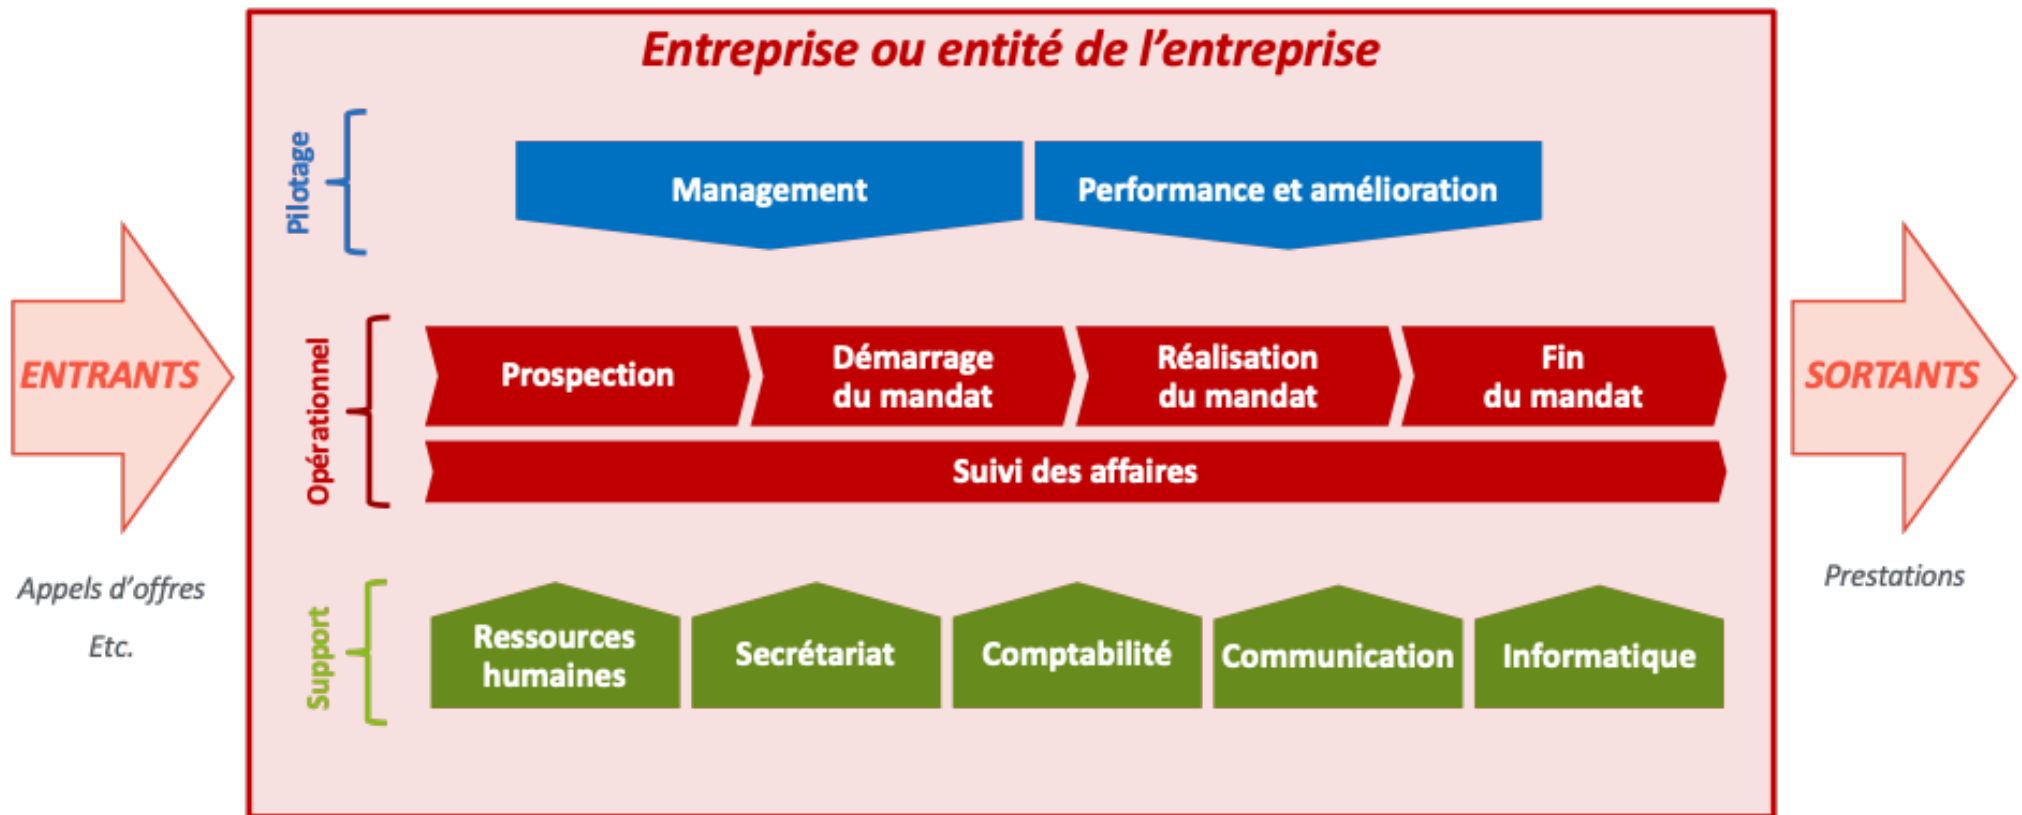 Entreprise ou entité de l’entreprise
Pilotage
Management
Performance et amélioration
ENTRANTS
Appels d’offres
Etc.
Opérationnel
Prospection
Démarrage
du mandat
Réalisation
du mandat
Fin
du mandat
Suivi des affaires
SORTANTS
Prestations
Support
Ressources
humaines
Secrétariat
Comptabilité
Communication
Informatique